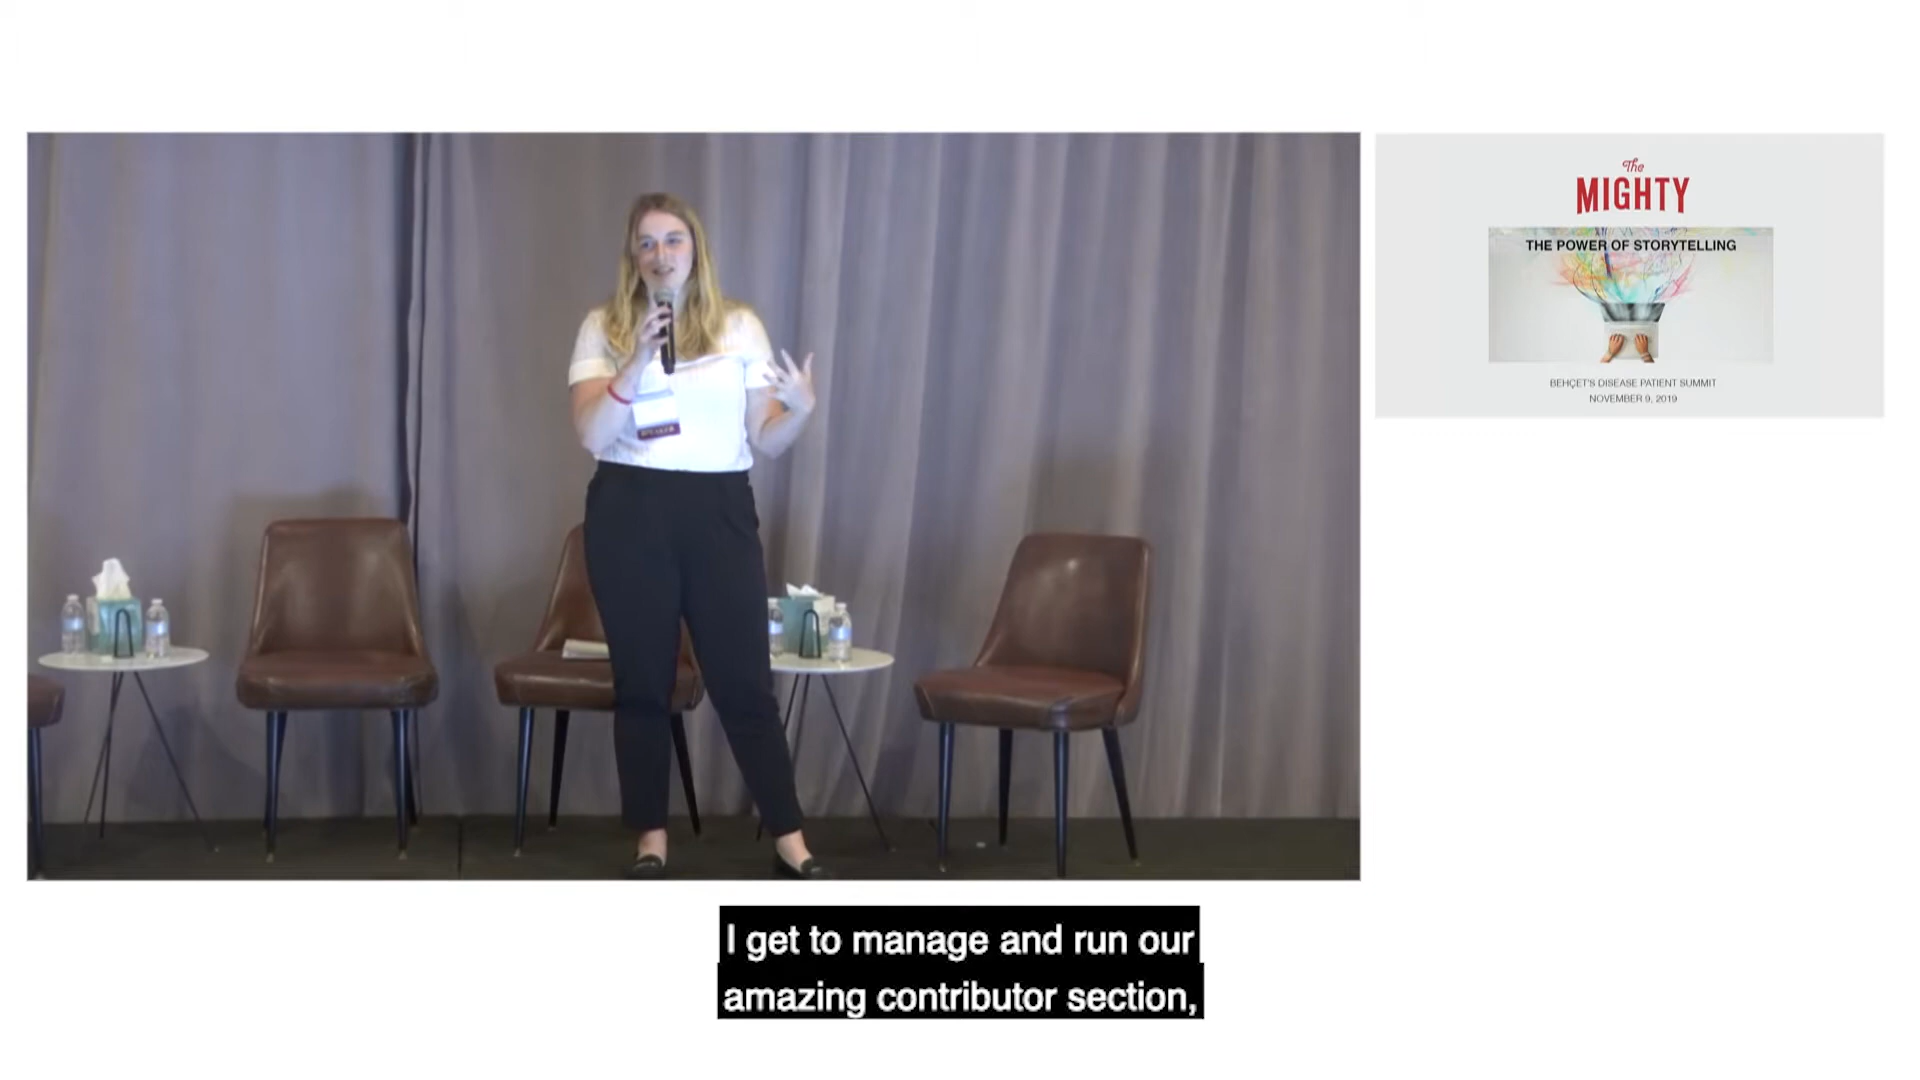 The
MIGHTY
THE POWER OF STORYTELLING
BEHÇET'S DISEASE PATIENT SUMMIT
NOVEMBER 9, 2019
SPEAKER
I get to manage and run our
amazing contributor section,